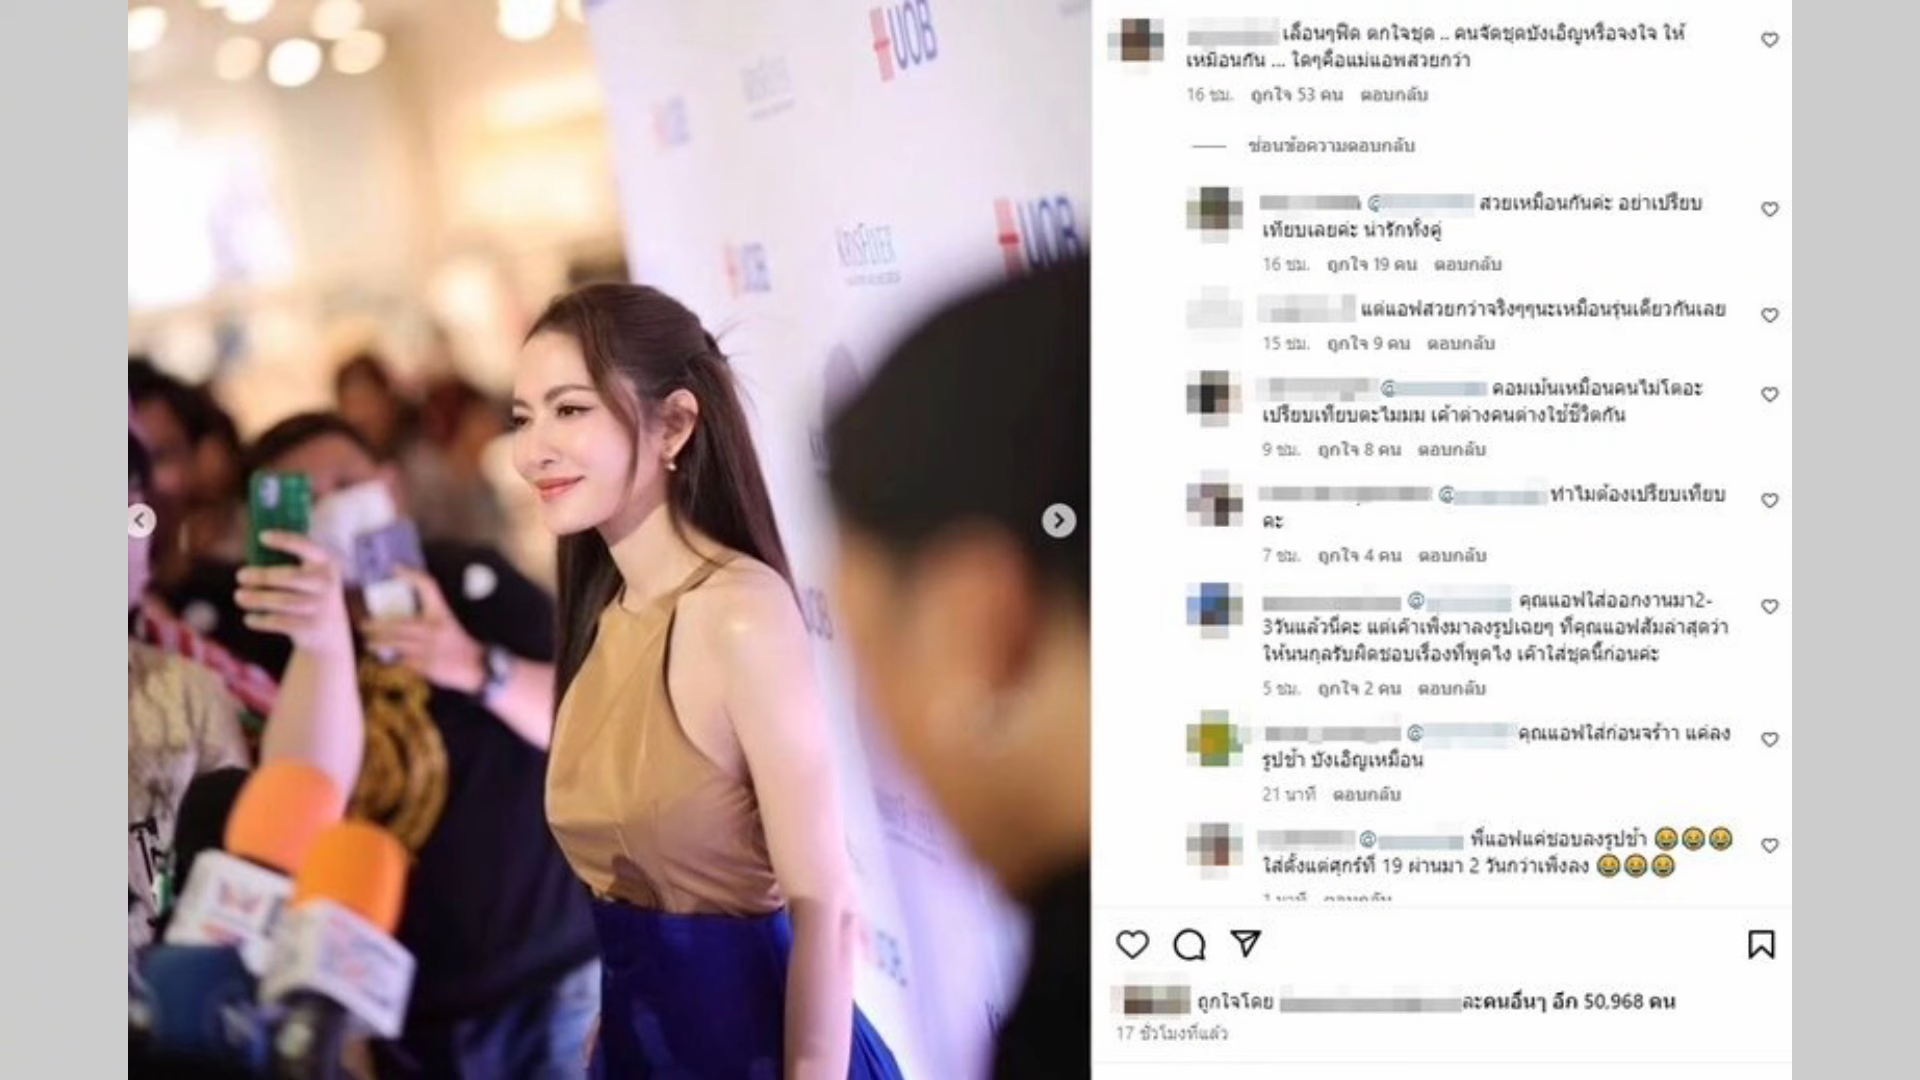 UOB
UOB
KRISFLYER
UOB
UOB
UOB
เลื่อนๆฟีด ตกใจชุด .. คนจัดชุดบังเอิญหรือจงใจ ให้
เหมือนกัน ... ใดๆคือแม่แอพสวยกว่า
16 ชม. ถูกใจ 53 คน ตอบกลับ
ซ่อนข้อความตอบกลับ
@ สวยเหมือนกันค่ะ อย่าเปรียบ
เทียบเลยค่ะ น่ารักทั้งคู่
16 ชม. ถูกใจ 19 คน ตอบกลับ
แต่แอฟสวยกว่าจริงๆๆนะเหมือนรุ่นเดียวกันเลย
15 ชม. ถูกใจ 9 คน ตอบกลับ
@ คอมเม้นเหมือนคนไม่โตอะ
เปรียบเทียบตะไมมม เค้าต่างคนต่างใช้ชีวิตกัน
9 ชม. ถูกใจ 8 คน ตอบกลับ
@ ทำไมต้องเปรียบเทียบ
คะ
7 ชม. ถูกใจ 4 คน ตอบกลับ
@ คุณแอฟใส่ออกงานมา2-
3วันแล้วนี่คะ แต่เค้าเพิ่งมาลงรูปเฉยๆ ที่คุณแอฟสัมล่าสุดว่า
ให้นนกุลรับผิดชอบเรื่องที่พูดไง เค้าใส่ชุดนี้ก่อนค่ะ
5 ชม. ถูกใจ 2 คน ตอบกลับ
@ คุณแอฟใส่ก่อนจร้าา แค่ลง
รูปช้า บังเอิญเหมือน
21 นาที ตอบกลับ
@ พี่แอฟแค่ชอบลงรูปช้า 😂😂😂
ใส่ตั้งแต่ศุกร์ที่ 19 ผ่านมา 2 วันกว่าเพิ่งลง 😂😂😂
1 นาที ตอบกลับ
ถูกใจโดย ละคนอื่นๆ อีก 50,968 คน
17 ชั่วโมงที่แล้ว